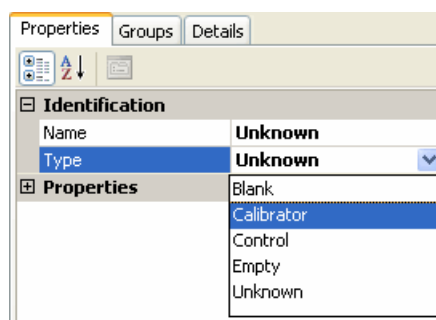 Properties Groups Details
A
Z
Identification
Name Unknown
Type Unknown
Properties
Blank
Calibrator
Control
Empty
Unknown